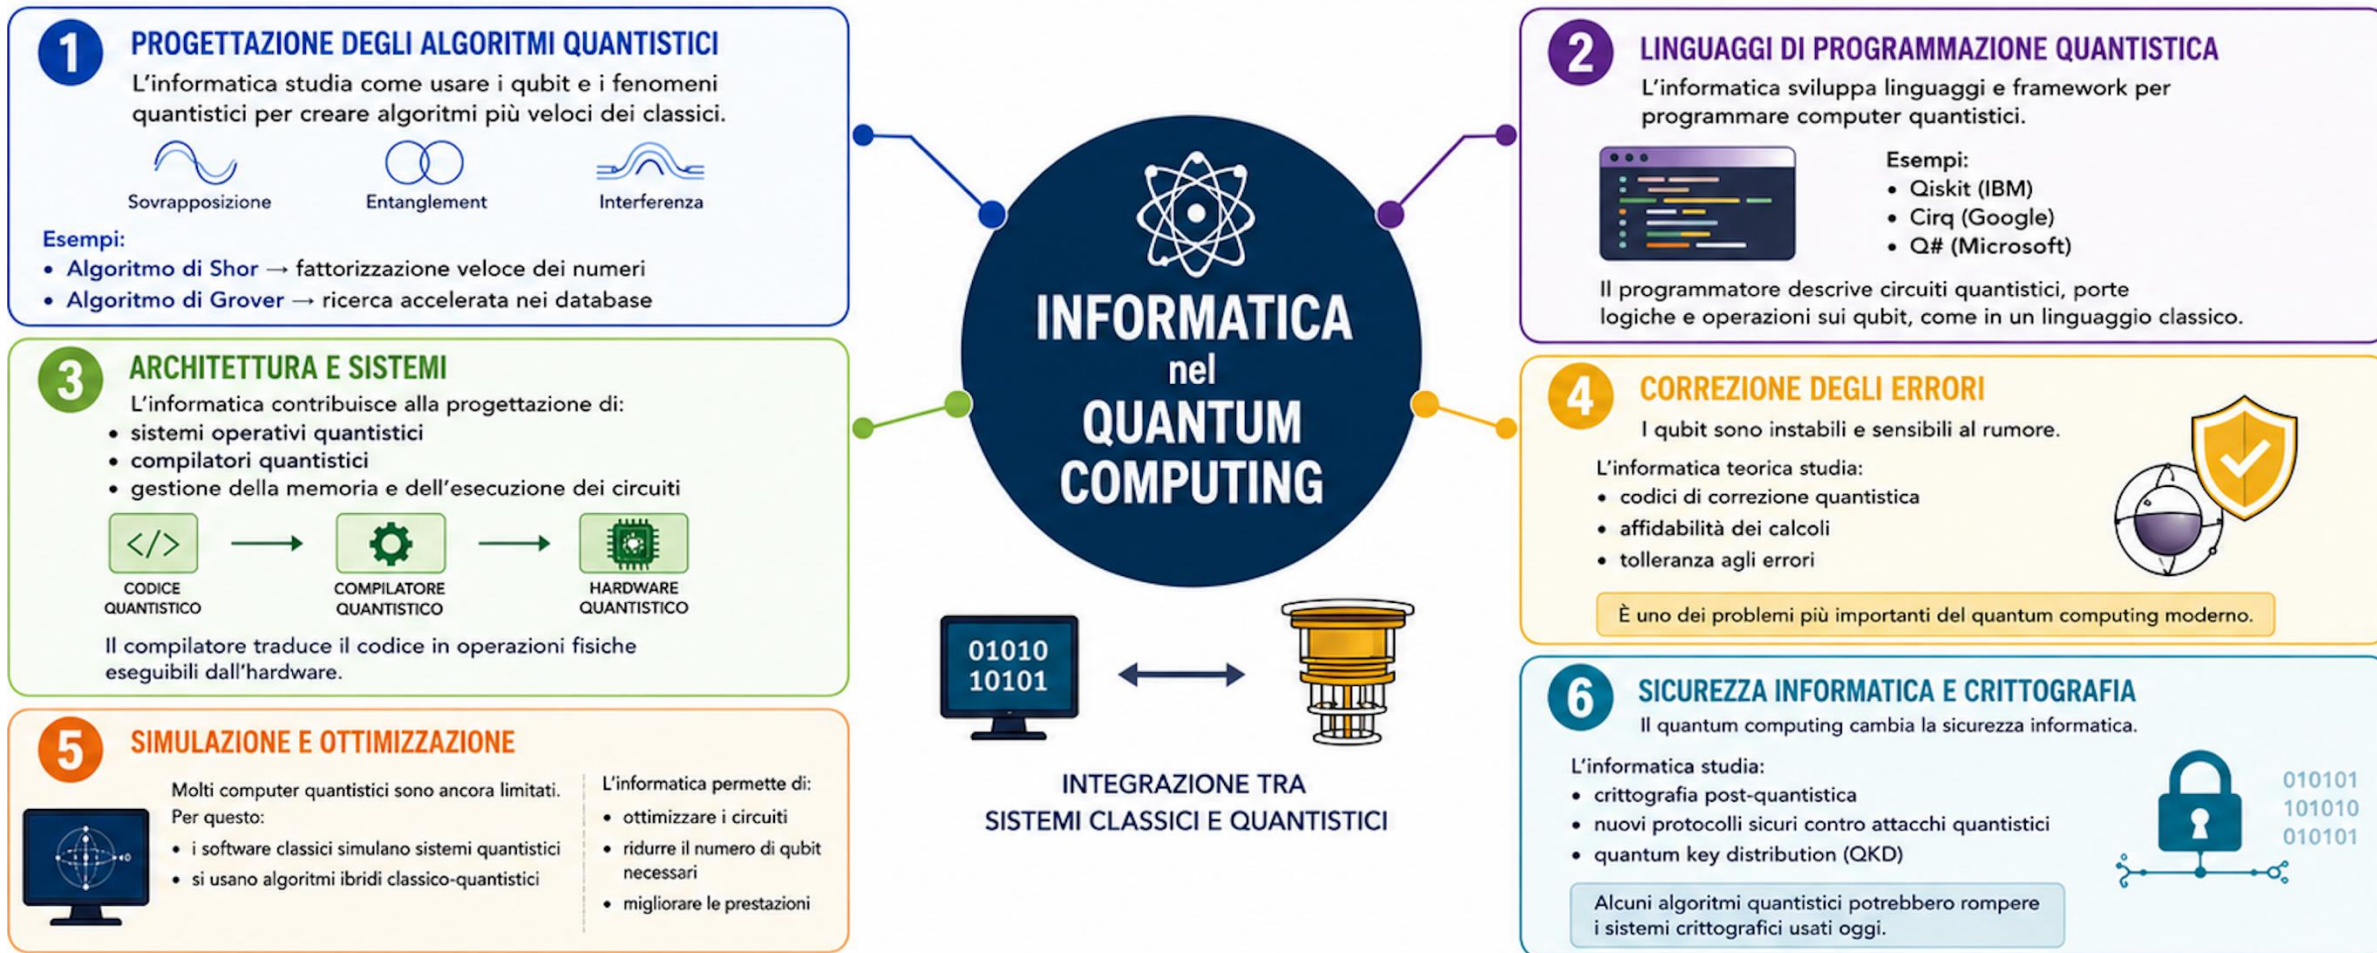 1
PROGETTAZIONE DEGLI ALGORITMI QUANTISTICI
L'informatica studia come usare i qubit e i fenomeni
quantistici per creare algoritmi più veloci dei classici.
Sovrapposizione
Entanglement
Interferenza
Esempi:
• Algoritmo di Shor → fattorizzazione veloce dei numeri
• Algoritmo di Grover → ricerca accelerata nei database
2
LINGUAGGI DI PROGRAMMAZIONE QUANTISTICA
L'informatica sviluppa linguaggi e framework per
programmare computer quantistici.
Esempi:
• Qiskit (IBM)
• Cirq (Google)
• Q# (Microsoft)
Il programmatore descrive circuiti quantistici, porte
logiche e operazioni sui qubit, come in un linguaggio classico.
INFORMATICA
nel
QUANTUM
COMPUTING
3
ARCHITETTURA E SISTEMI
L'informatica contribuisce alla progettazione di:
• sistemi operativi quantistici
• compilatori quantistici
• gestione della memoria e dell'esecuzione dei circuiti
</>
CODICE
QUANTISTICO
COMPILATORE
QUANTISTICO
HARDWARE
QUANTISTICO
Il compilatore traduce il codice in operazioni fisiche
eseguibili dall'hardware.
4
CORREZIONE DEGLI ERRORI
I qubit sono instabili e sensibili al rumore.
L'informatica teorica studia:
• codici di correzione quantistica
• affidabilità dei calcoli
• tolleranza agli errori
È uno dei problemi più importanti del quantum computing moderno.
01010
10101
INTEGRAZIONE TRA
SISTEMI CLASSICI E QUANTISTICI
5
SIMULAZIONE E OTTIMIZZAZIONE
Molti computer quantistici sono ancora limitati.
Per questo:
• i software classici simulano sistemi quantistici
• si usano algoritmi ibridi classico-quantistici
L'informatica permette di:
• ottimizzare i circuiti
• ridurre il numero di qubit
necessari
• migliorare le prestazioni
6
SICUREZZA INFORMATICA E CRITTOGRAFIA
Il quantum computing cambia la sicurezza informatica.
L'informatica studia:
• crittografia post-quantistica
• nuovi protocolli sicuri contro attacchi quantistici
• quantum key distribution (QKD)
010101
101010
010101
Alcuni algoritmi quantistici potrebbero rompere
i sistemi crittografici usati oggi.